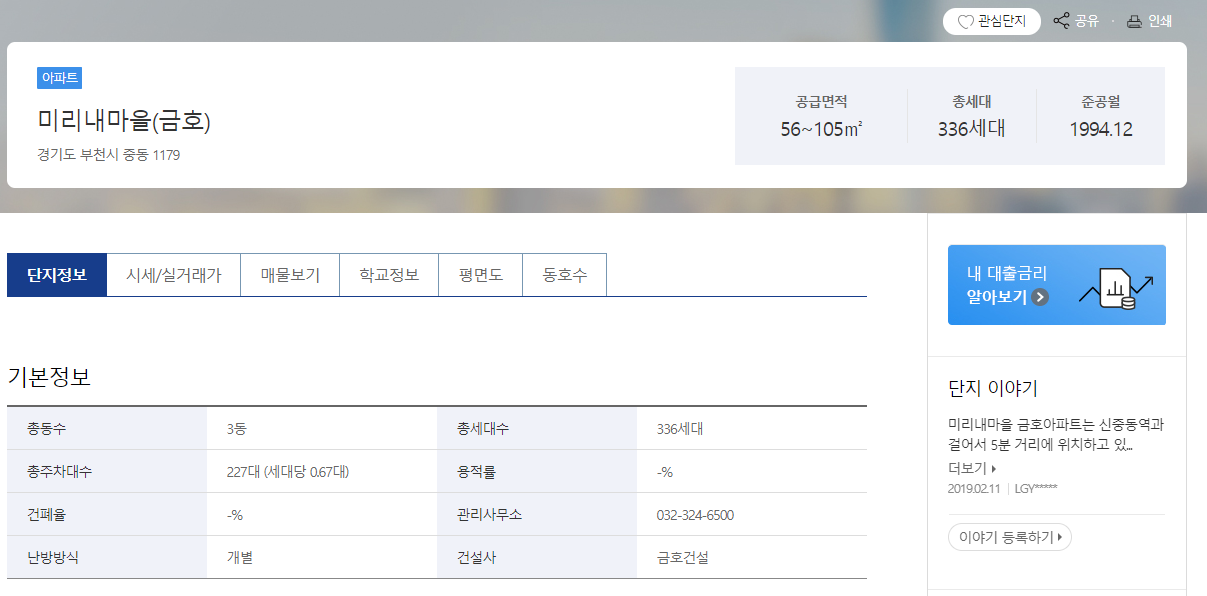 관심단지 공유 · 인쇄
아파트
미리내마을(금호)
경기도 부천시 중동 1179
공급면적 총세대 준공월
56~105㎡ 336세대 1994.12
단지정보 시세/실거래가 매물보기 학교정보 평면도 동호수
기본정보
총동수 3동 총세대수 336세대
총주차대수 227대 (세대당 0.67대) 용적률 -%
건폐율 -% 관리사무소 032-324-6500
난방방식 개별 건설사 금호건설
내 대출금리
알아보기
단지 이야기
미리내마을 금호아파트는 신중동역과
걸어서 5분 거리에 위치하고 있...
더보기
2019.02.11 | LGY*****
이야기 등록하기